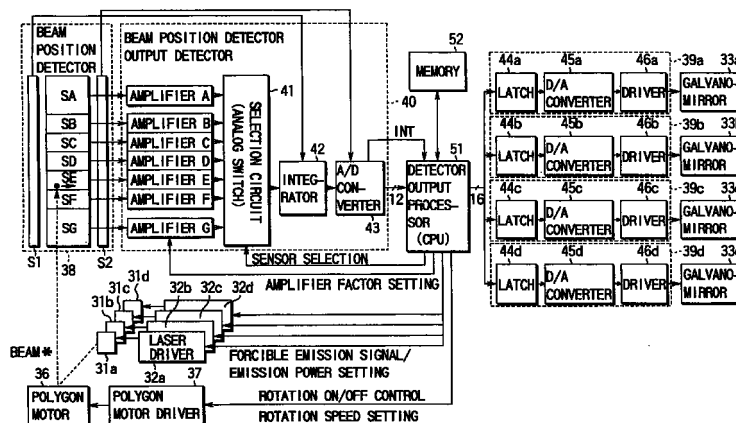 BEAM
POSITION
DETECTOR
BEAM POSITION DETECTOR
OUTPUT DETECTOR
SA
SB
SC
SD
SE
SF
SG
S1
38
S2
AMPLIFIER A
AMPLIFIER B
AMPLIFIER C
AMPLIFIER D
AMPLIFIER E
AMPLIFIER F
AMPLIFIER G
41
SELECTION CIRCUIT
(ANALOG SWITCH)
40
42
INTEG-
RATOR
A/D
CON-
VERTER
43
INT
12
52
MEMORY
51
DETECTOR
OUTPUT
PROCES-
SOR
(CPU)
16
44a
LATCH
45a
D/A
CONVERTER
46a
DRIVER
39a
33a
GALVANO-
MIRROR
44b
LATCH
45b
D/A
CONVERTER
46b
DRIVER
39b
GALVANO-
MIRROR
44c
LATCH
45c
D/A
CONVERTER
46c
DRIVER
39c
GALVANO-
MIRROR
44d
LATCH
45d
D/A
CONVERTER
46d
DRIVER
39d
GALVANO-
MIRROR
SENSOR SELECTION
AMPLIFIER FACTOR SETTING
31d
31c
31b
31a
32d
32c
32b
LASER
DRIVER
32a
FORCIBLE EMISSION SIGNAL/
EMISSION POWER SETTING
BEAM*
36
POLYGON
MOTOR
37
POLYGON
MOTOR DRIVER
ROTATION ON/OFF CONTROL
ROTATION SPEED SETTING